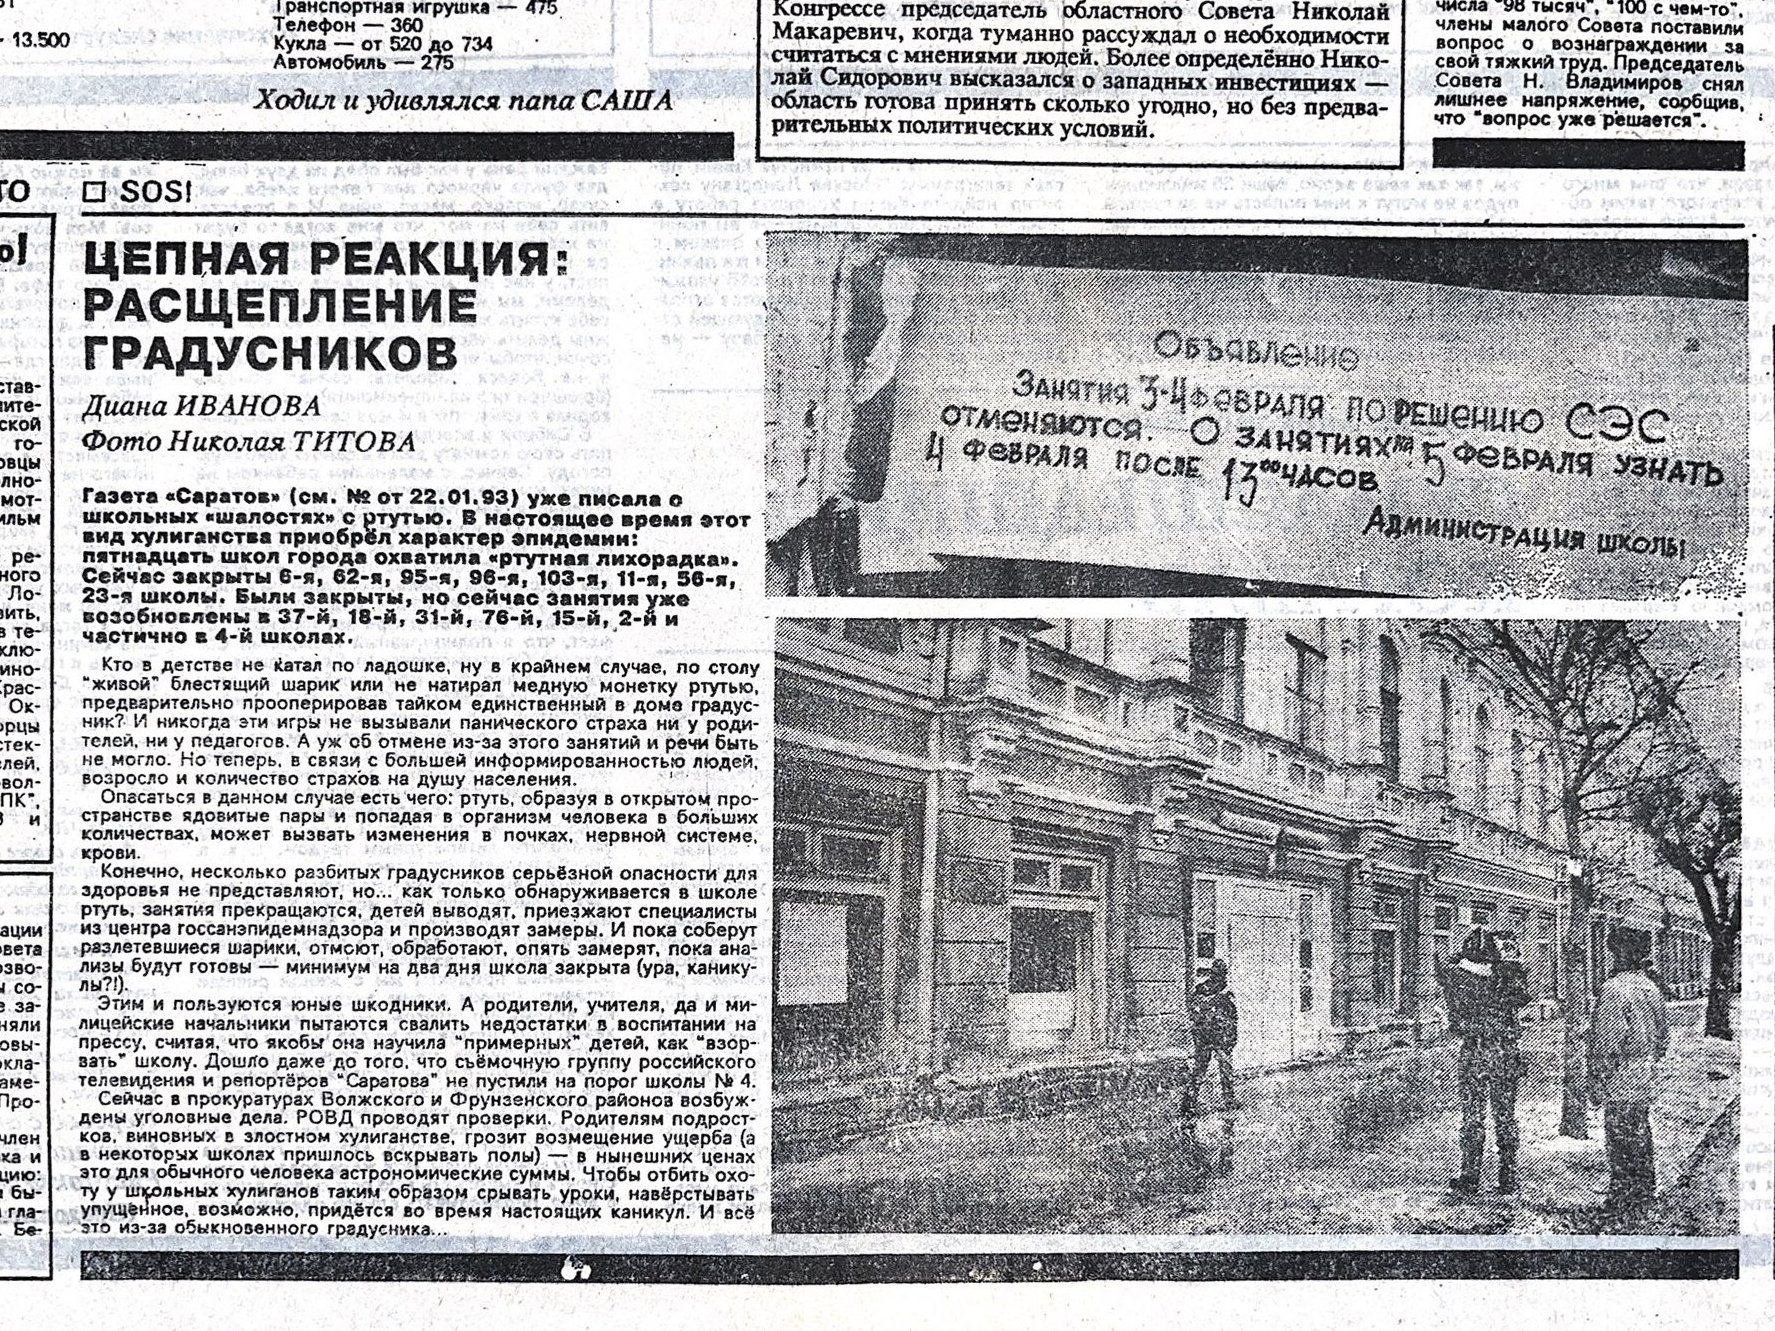 13.500
Транспортная игрушка — 475
Телефон — 360
Кукла — от 520 до 734
Автомобиль — 275
Ходил и удивлялся папа САША
Конгрессе председатель областного Совета Николай
Макаревич, когда туманно рассуждал о необходимости
считаться с мнениями людей. Более определённо Нико-
лай Сидорович высказался о западных инвестициях —
область готова принять сколько угодно, но без предва-
рительных политических условий.
числа "98 тысяч", "100 с чем-то",
члены малого Совета поставили
вопрос о вознаграждении за
свой тяжкий труд. Председатель
Совета Н. Владимиров снял
лишнее напряжение, сообщив,
что "вопрос уже решается".
SOS!
ЦЕПНАЯ РЕАКЦИЯ:
РАСЩЕПЛЕНИЕ
ГРАДУСНИКОВ
Диана ИВАНОВА
Фото Николая ТИТОВА
Газета «Саратов» (см. № от 22.01.93) уже писала о
школьных «шалостях» с ртутью. В настоящее время этот
вид хулиганства приобрёл характер эпидемии:
пятнадцать школ города охватила «ртутная лихорадка».
Сейчас закрыты 6-я, 62-я, 95-я, 96-я, 103-я, 11-я, 56-я,
23-я школы. Были закрыты, но сейчас занятия уже
возобновлены в 37-й, 18-й, 31-й, 76-й, 15-й, 2-й и
частично в 4-й школах.
Кто в детстве не катал по ладошке, ну в крайнем случае, по столу
"живой" блестящий шарик или не натирал медную монетку ртутью,
предварительно прооперировав тайком единственный в доме градус-
ник? И никогда эти игры не вызывали панического страха ни у роди-
телей, ни у педагогов. А уж об отмене из-за этого занятий и речи быть
не могло. Но теперь, в связи с большей информированностью людей,
возросло и количество страхов на душу населения.
Опасаться в данном случае есть чего: ртуть, образуя в открытом про-
странстве ядовитые пары и попадая в организм человека в больших
количествах, может вызвать изменения в почках, нервной системе,
крови.
Конечно, несколько разбитых градусников серьёзной опасности для
здоровья не представляют, но... как только обнаруживается в школе
ртуть, занятия прекращаются, детей выводят, приезжают специалисты
из центра госсанэпидемнадзора и производят замеры. И пока соберут
разлетевшиеся шарики, отмоют, обработают, опять замерят, пока ана-
лизы будут готовы — минимум на два дня школа закрыта (ура, канику-
лы?!).
Этим и пользуются юные шкодники. А родители, учителя, да и ми-
лицейские начальники пытаются свалить недостатки в воспитании на
прессу, считая, что якобы она научила "примерных" детей, как "взор-
вать" школу. Дошло даже до того, что съёмочную группу российского
телевидения и репортёров "Саратова" не пустили на порог школы № 4.
Сейчас в прокуратурах Волжского и Фрунзенского районов возбуж-
дены уголовные дела. РОВД проводят проверки. Родителям подрост-
ков, виновных в злостном хулиганстве, грозит возмещение ущерба (а
в некоторых школах пришлось вскрывать полы) — в нынешних ценах
это для обычного человека астрономические суммы. Чтобы отбить охо-
ту у школьных хулиганов таким образом срывать уроки, навёрстывать
упущенное, возможно, придётся во время настоящих каникул. И всё
это из-за обыкновенного градусника...
Объявление
Занятия 3-4 февраля по решению СЭС
отменяются. О занятиях на 5 февраля узнать
4 февраля после 13⁰⁰ часов
Администрация школы